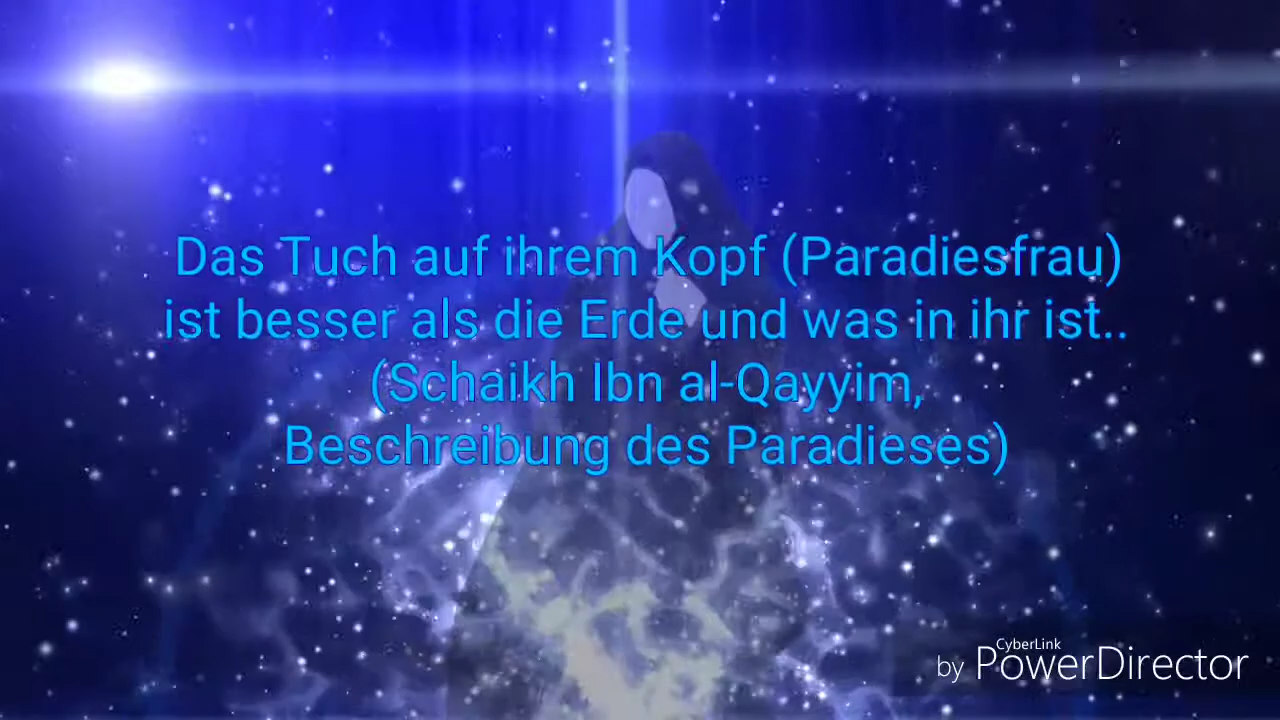 Das Tuch auf ihrem Kopf (Paradiesfrau)
ist besser als die Erde und was in ihr ist..
(Schaikh Ibn al-Qayyim,
Beschreibung des Paradieses)
CyberLink
by PowerDirector